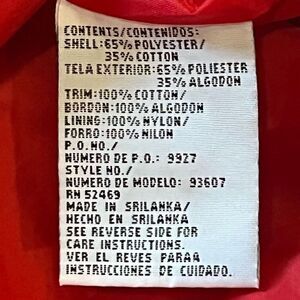 CONTENTS/CONTENIDOS:
SHELL:65% POLYESTER/
35% COTTON
TELA EXTERIOR:65% POLIESTER
35% ALGODON
TRIM:100% COTTON/
BORDON:100% ALGODON
LINING:100% NYLON/
FORRO:100% NILON
P.O.NO./
NUMERO DE P.O.: 9927
STYLE NO./
NUMERO DE MODELO: 93607
RN 52469
MADE IN SRILANKA/
HECHO EN SRILANKA
SEE REVERSE SIDE FOR
CARE INSTRUCTIONS.
VER EL REVES PARAA
INSTRUCCIONES DE CUIDADO.